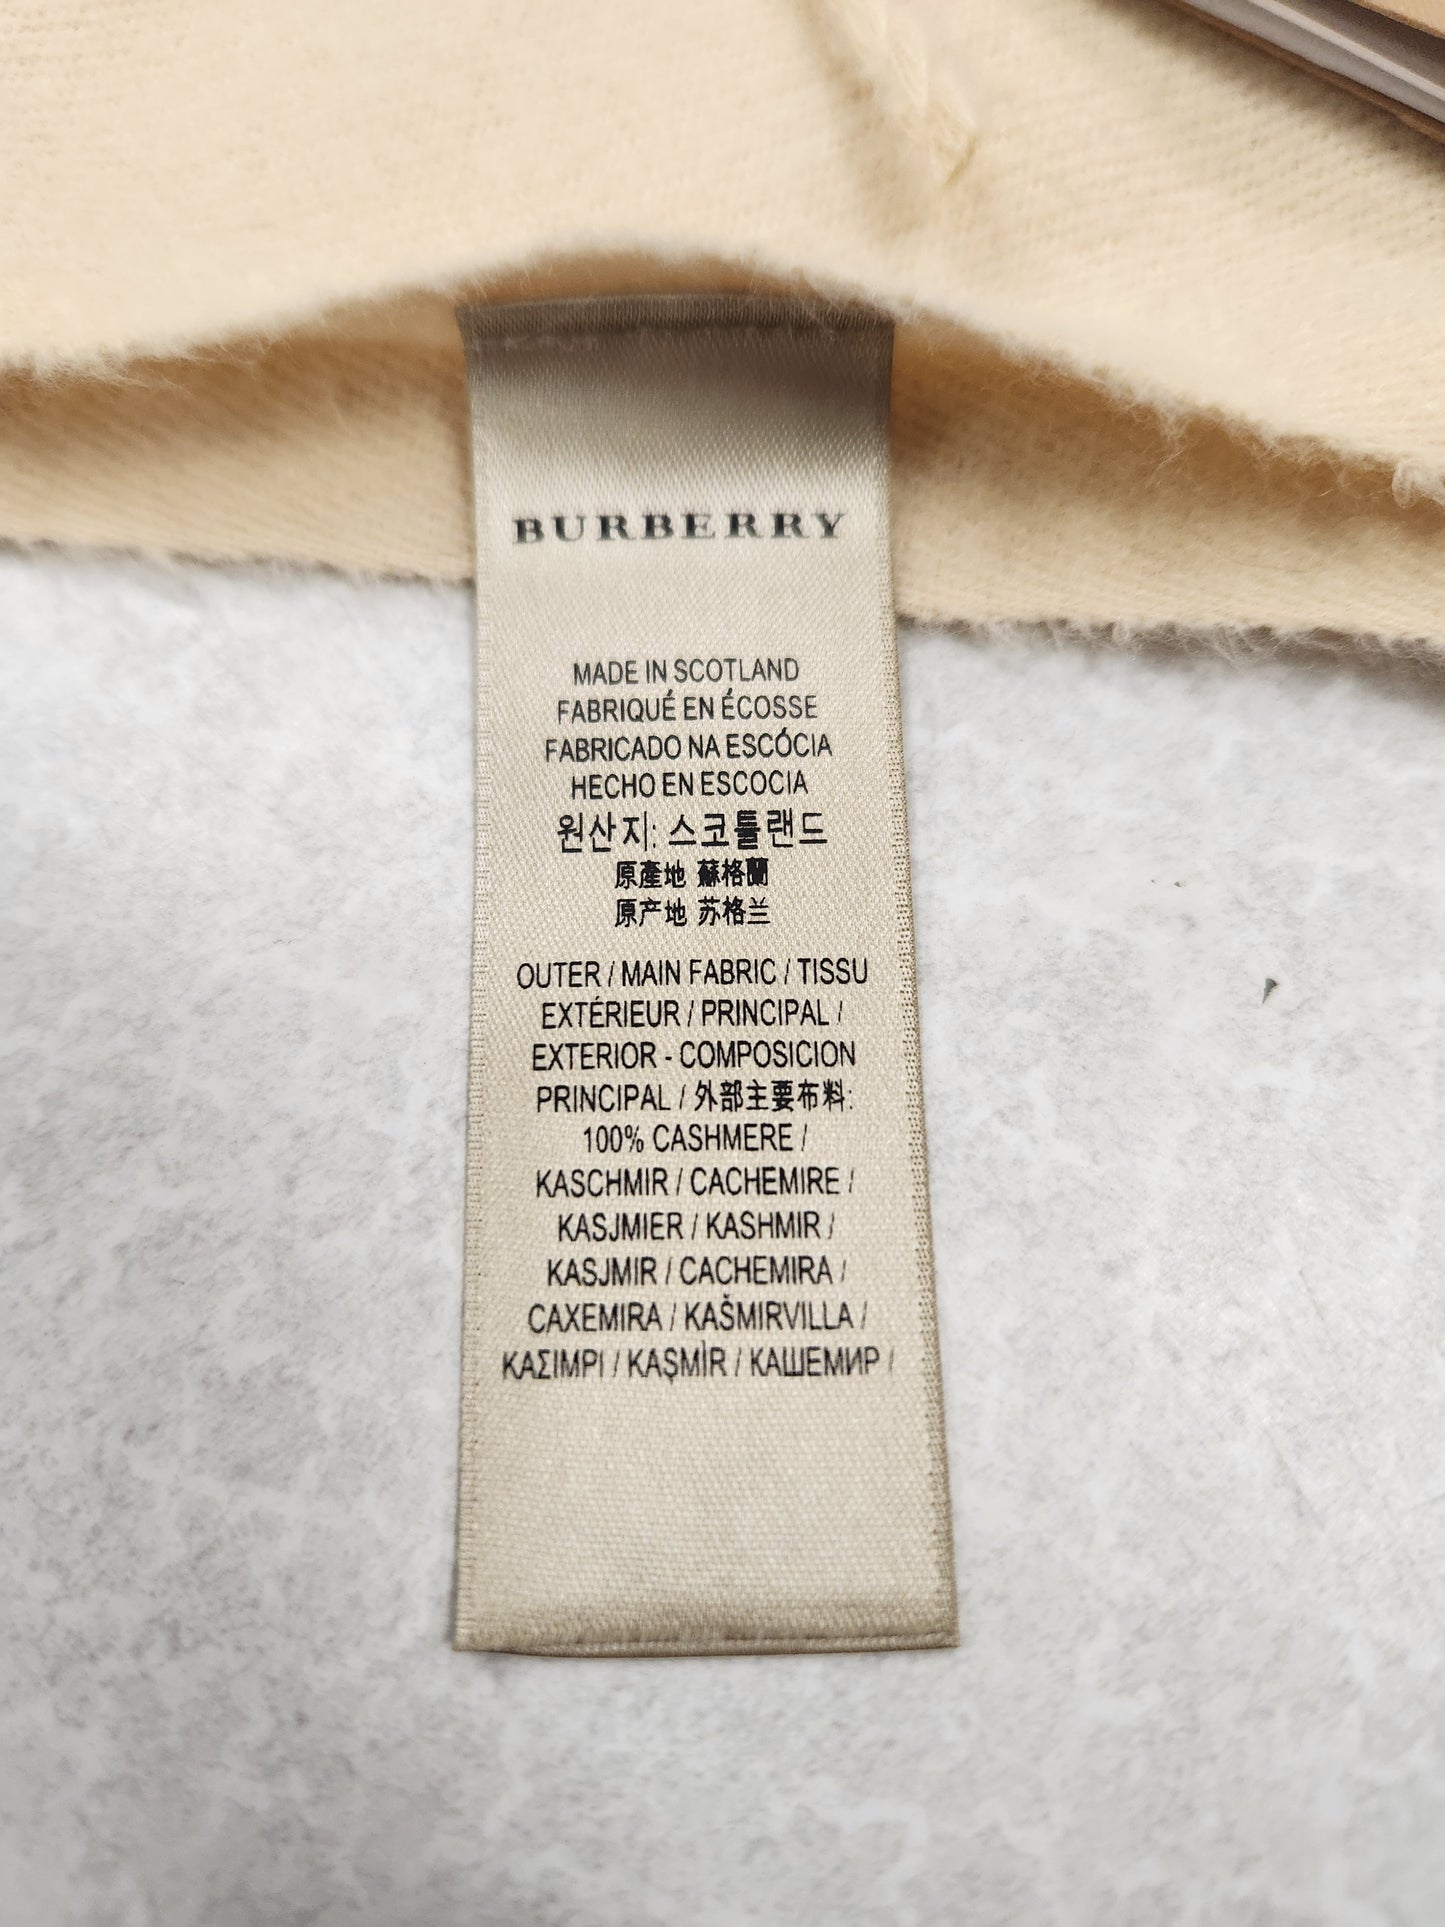 BURBERRY
MADE IN SCOTLAND
FABRIQUÉ EN ÉCOSSE
FABRICADO NA ESCÓCIA
HECHO EN ESCOCIA
원산지: 스코틀랜드
原產地 蘇格蘭
原产地 苏格兰
OUTER / MAIN FABRIC / TISSU
EXTÉRIEUR / PRINCIPAL /
EXTERIOR - COMPOSICION
PRINCIPAL / 外部主要布料:
100% CASHMERE /
KASCHMIR / CACHEMIRE /
KASJMIER / KASHMIR /
KASJMIR / CACHEMIRA /
CAXEMIRA / KAŠMIRVILLA /
ΚΑΣΙΜΡΙ / KAŞMİR / КАШЕМИР /